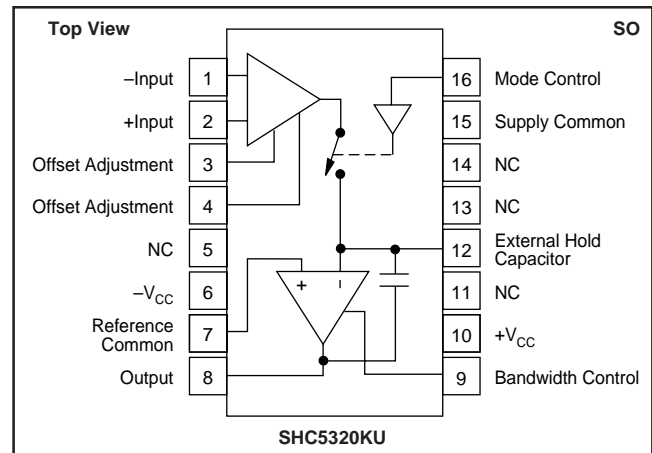 Top View
SO
–Input 1
+Input 2
Offset Adjustment 3
Offset Adjustment 4
NC 5
–VCC 6
Reference
Common 7
Output 8
16 Mode Control
15 Supply Common
14 NC
13 NC
12 External Hold
Capacitor
11 NC
10 +VCC
9 Bandwidth Control
+ –
SHC5320KU